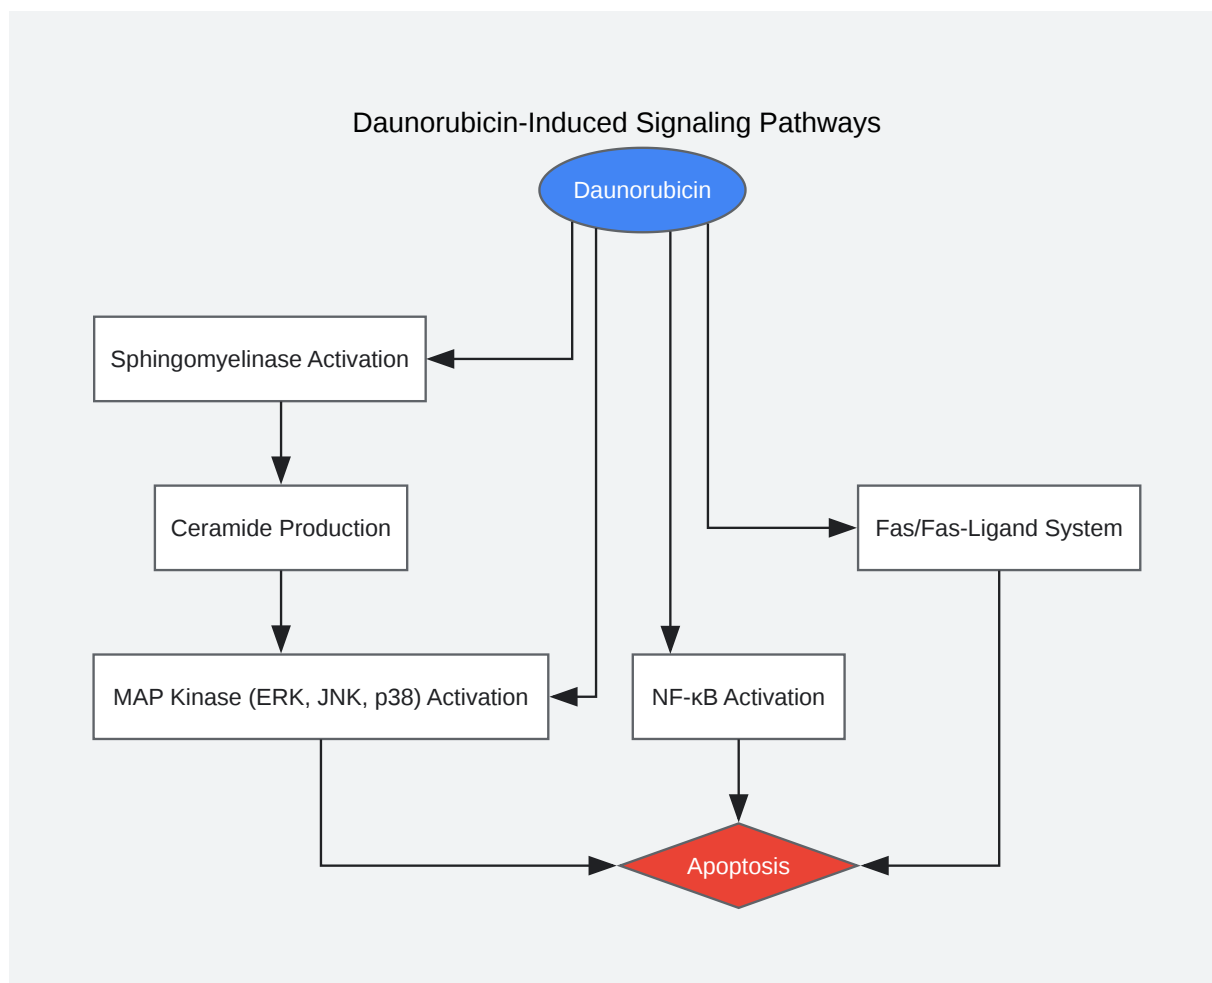 Daunorubicin-Induced Signaling Pathways
Daunorubicin
Sphingomyelinase Activation
Ceramide Production
Fas/Fas-Ligand System
MAP Kinase (ERK, JNK, p38) Activation
NF-κB Activation
Apoptosis